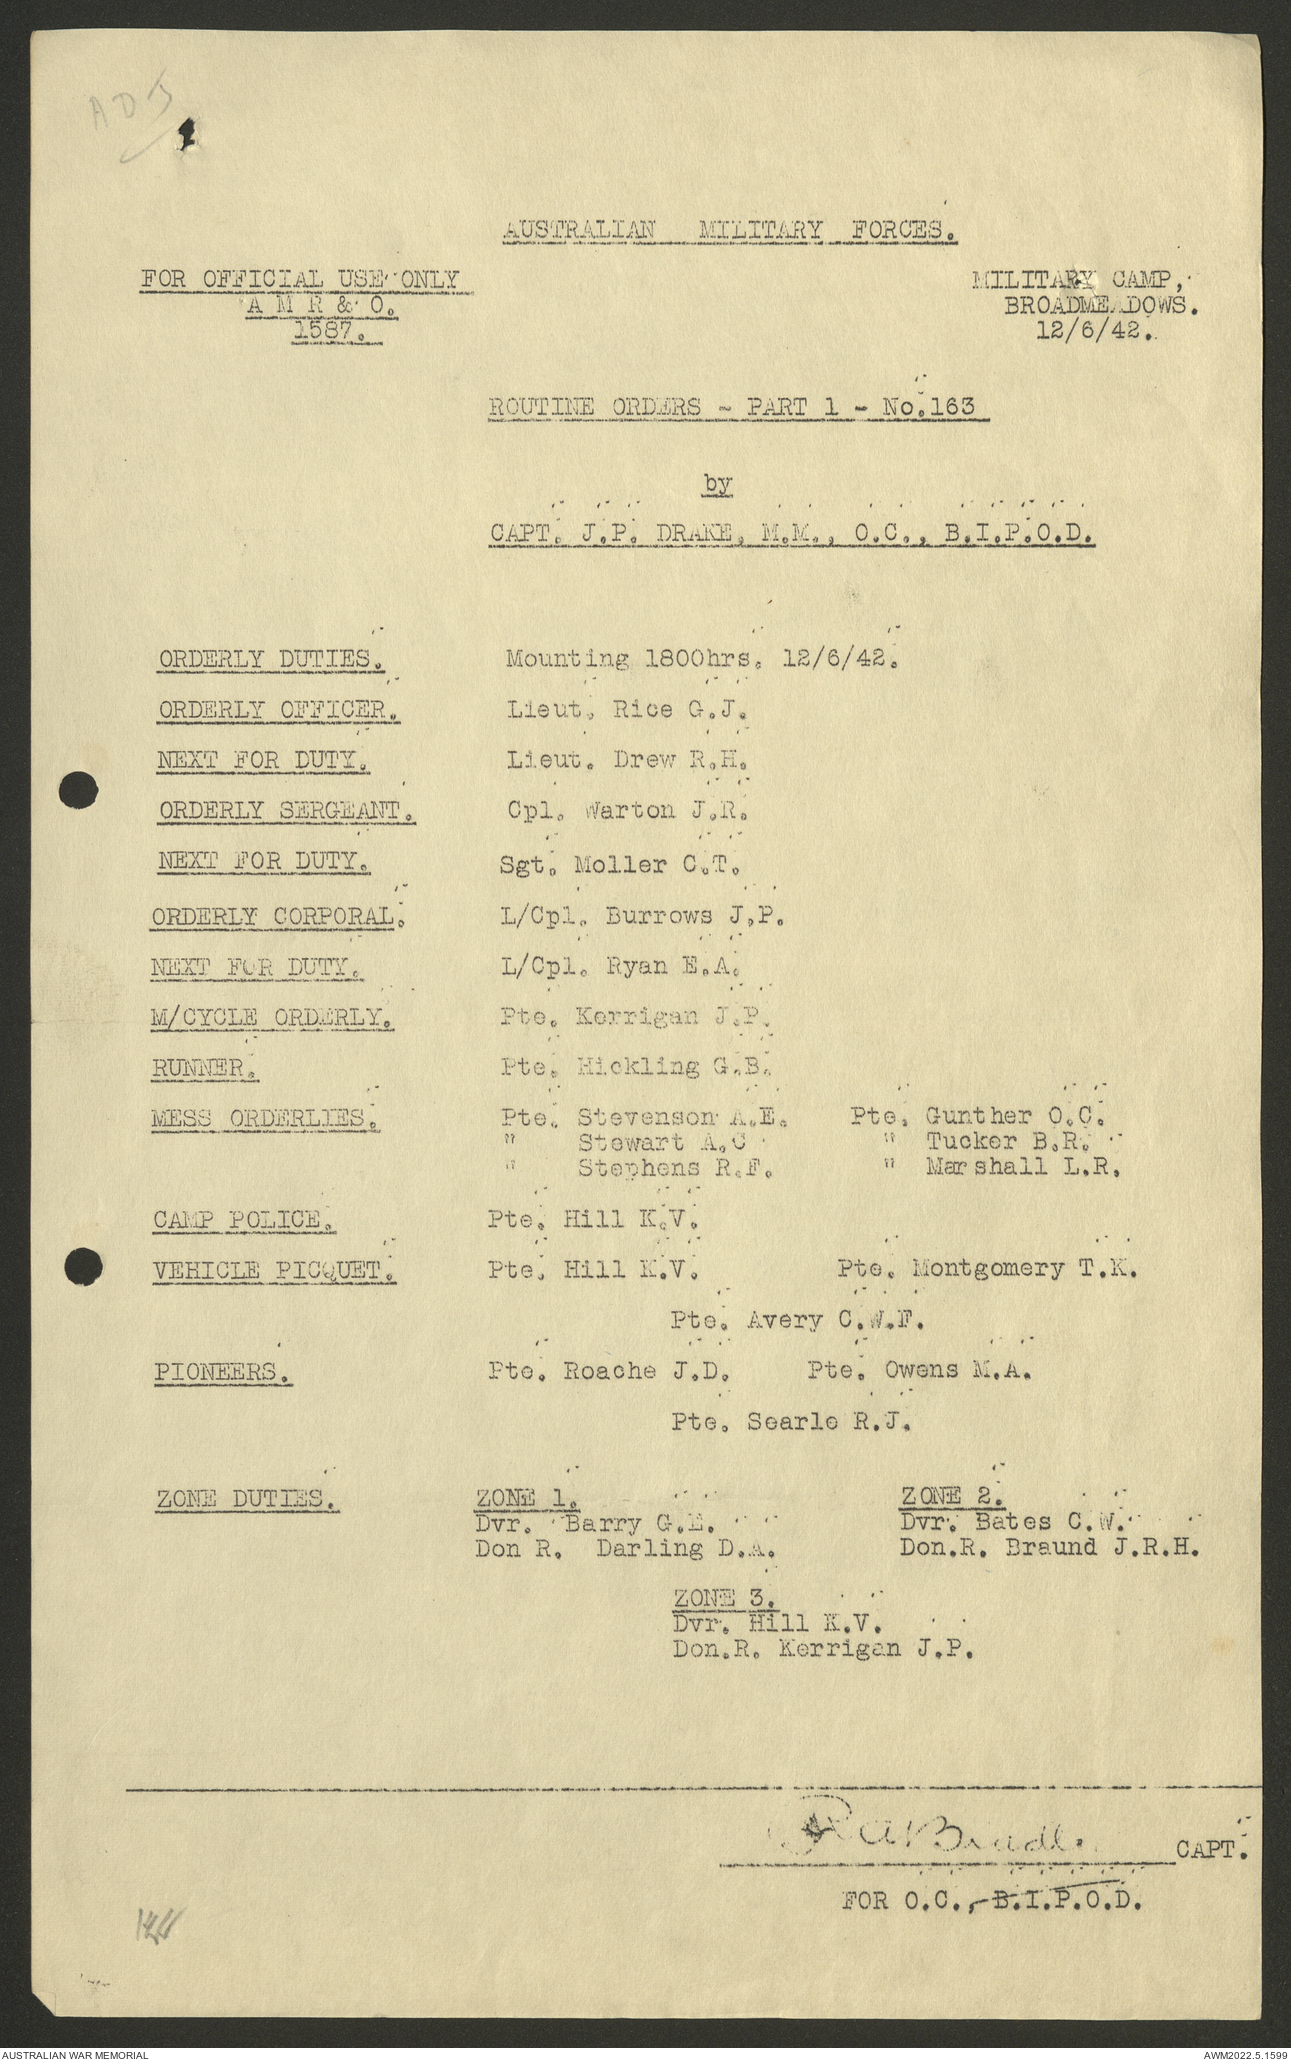 ADJ
AUSTRALIAN MILITARY FORCES.
FOR OFFICIAL USE ONLY
A M R & O.
1587.
MILITARY CAMP,
BROADMEADOWS.
12/6/42.
ROUTINE ORDERS - PART 1 - No.163
by
CAPT. J.P. DRAKE, M.M., O.C., B.I.P.O.D.
ORDERLY DUTIES. Mounting 1800hrs. 12/6/42.
ORDERLY OFFICER. Lieut. Rice G.J.
NEXT FOR DUTY. Lieut. Drew R.H.
ORDERLY SERGEANT. Cpl. Warton J.R.
NEXT FOR DUTY. Sgt. Moller C.T.
ORDERLY CORPORAL. L/Cpl. Burrows J.P.
NEXT FOR DUTY. L/Cpl. Ryan E.A.
M/CYCLE ORDERLY. Pte. Kerrigan J.P.
RUNNER. Pte. Hickling G.B.
MESS ORDERLIES. Pte. Stevenson A.E. Pte. Gunther O.C.
" Stewart A.C " Tucker B.R.
" Stephens R.F. " Marshall L.R.
CAMP POLICE. Pte. Hill K.V.
VEHICLE PICQUET. Pte. Hill K.V. Pte. Montgomery T.K.
Pte. Avery C.W.F.
PIONEERS. Pte. Roache J.D. Pte. Owens M.A.
Pte. Searle R.J.
ZONE DUTIES. ZONE 1. ZONE 2.
Dvr. Barry G.E. Dvr. Bates C.W.
Don R. Darling D.A. Don.R. Braund J.R.H.
ZONE 3.
Dvr. Hill K.V.
Don.R. Kerrigan J.P.
CAPT.
FOR O.C., B.I.P.O.D.
AUSTRALIAN WAR MEMORIAL AWM2022.5.1599